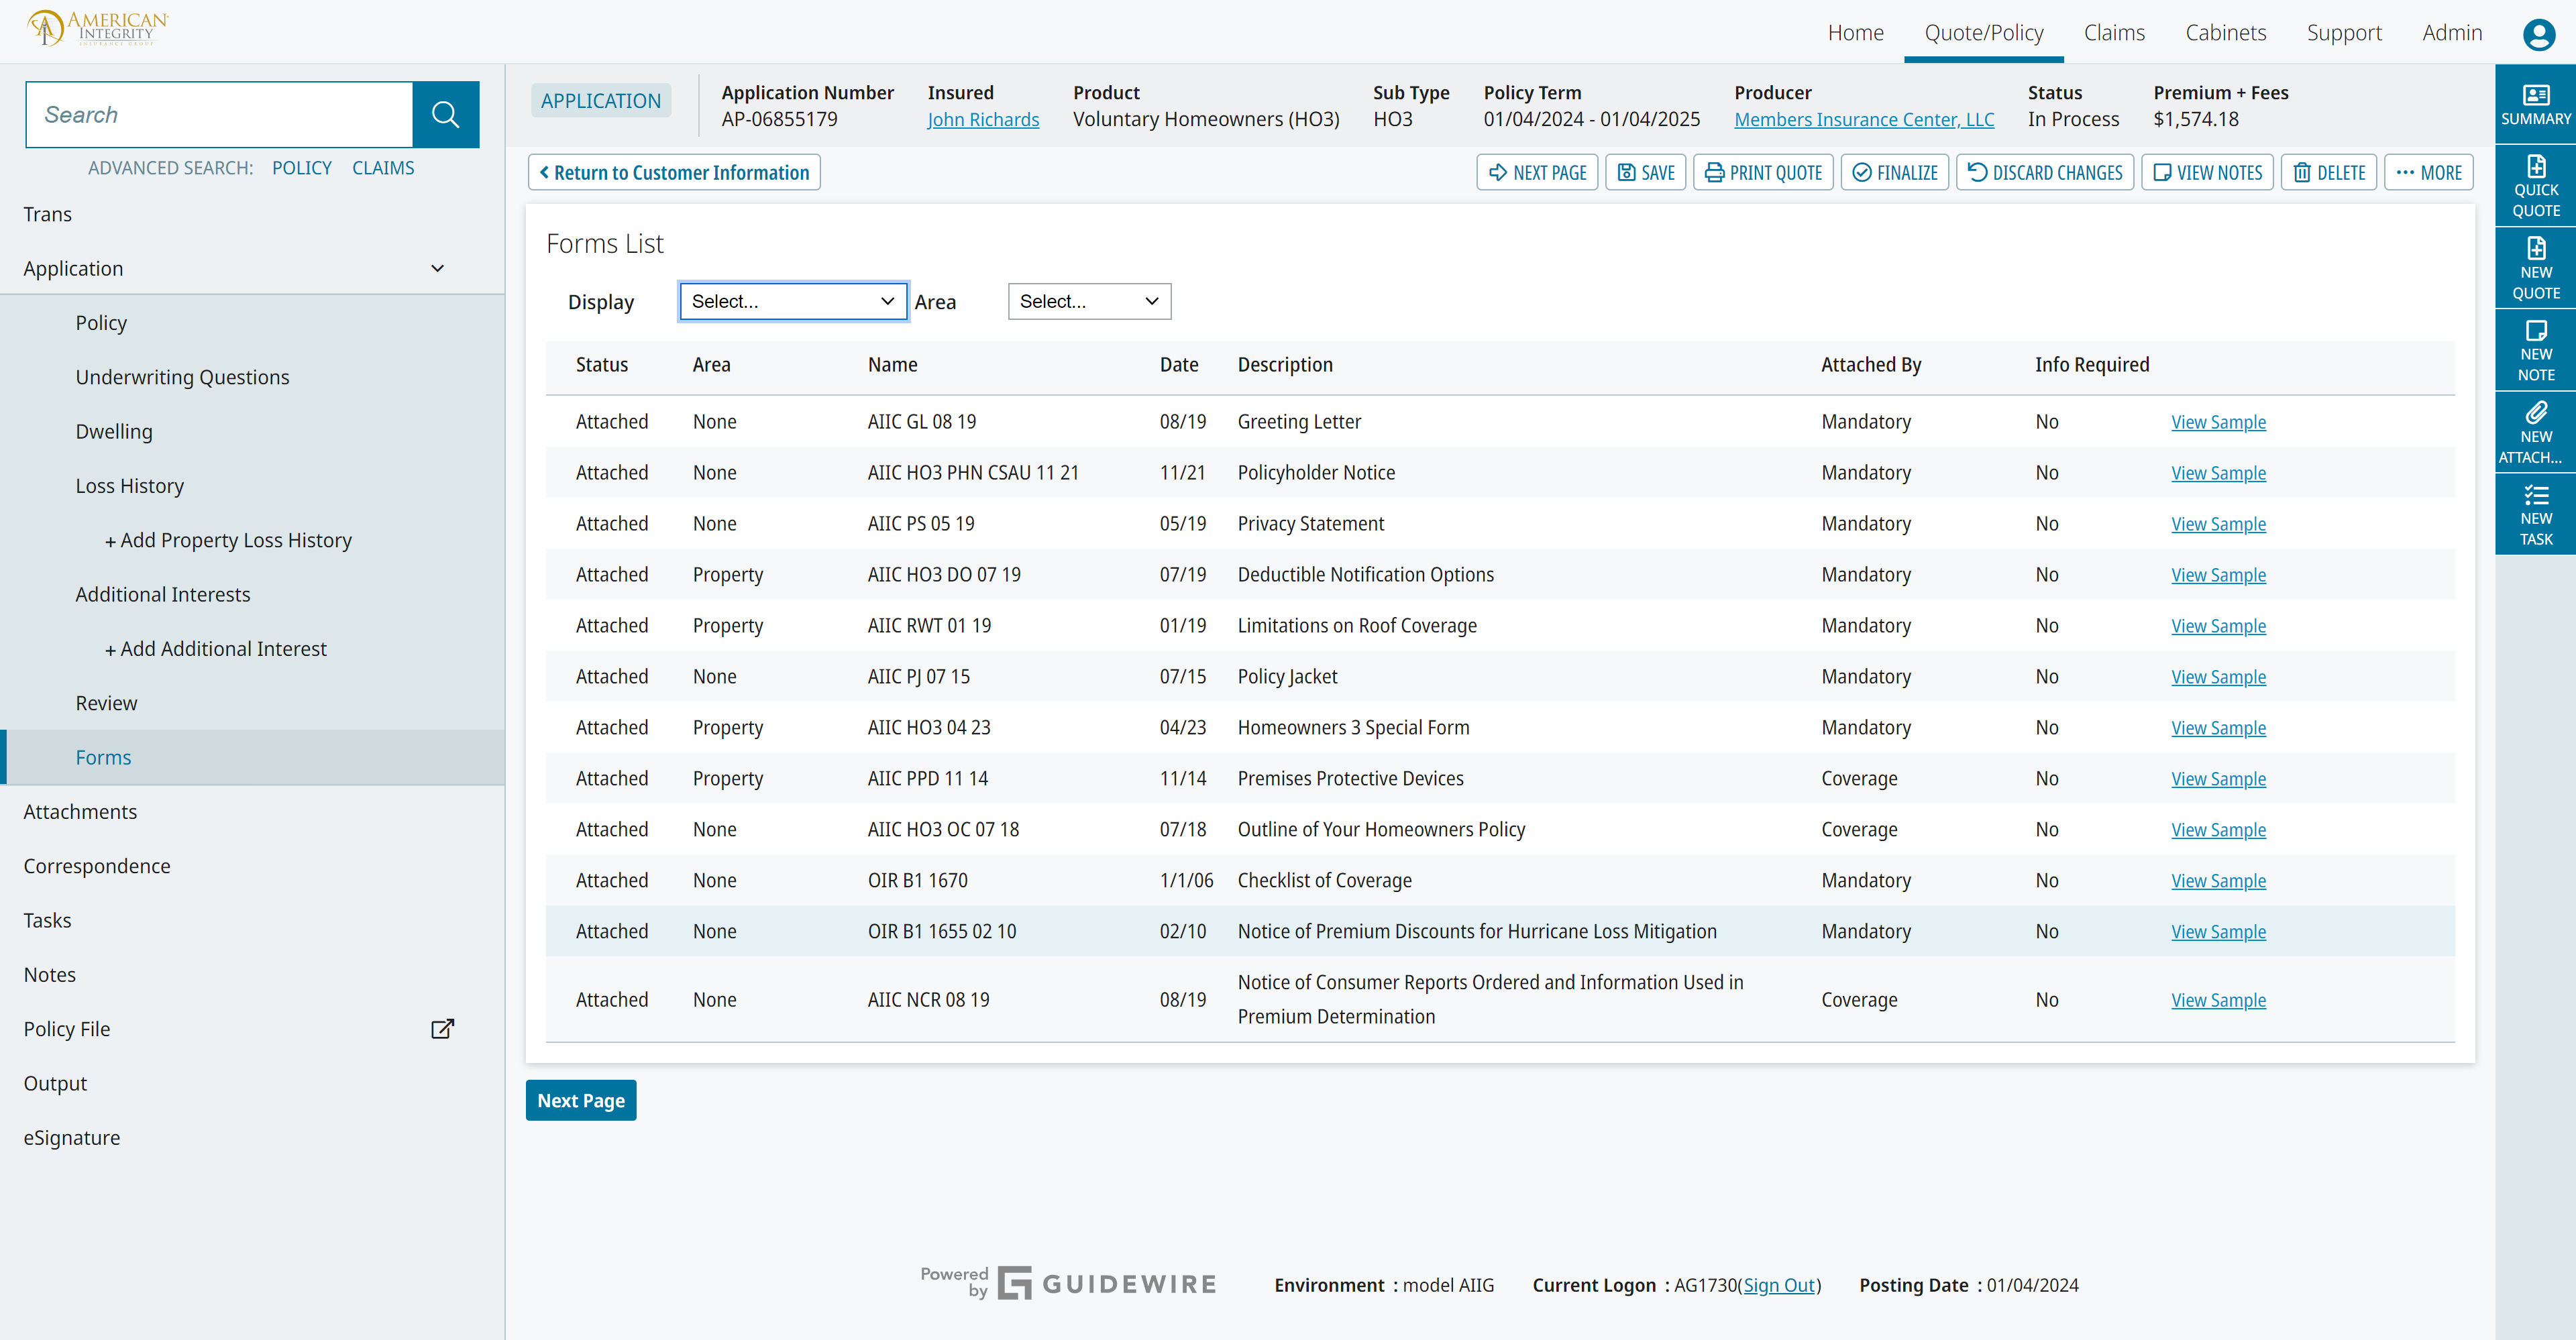 AMERICAN
INTEGRITY
INSURANCE GROUP
Home Quote/Policy Claims Cabinets Support Admin
Search
ADVANCED SEARCH: POLICY CLAIMS
Trans
Application
Policy
Underwriting Questions
Dwelling
Loss History
+ Add Property Loss History
Additional Interests
+ Add Additional Interest
Review
Forms
Attachments
Correspondence
Tasks
Notes
Policy File
Output
eSignature
APPLICATION
Application Number Insured Product Sub Type Policy Term Producer Status Premium + Fees
AP-06855179 John Richards Voluntary Homeowners (HO3) HO3 01/04/2024 - 01/04/2025 Members Insurance Center, LLC In Process $1,574.18
Return to Customer Information NEXT PAGE SAVE PRINT QUOTE FINALIZE DISCARD CHANGES VIEW NOTES DELETE MORE
Forms List
Display Select... Area Select...
Status Area Name Date Description Attached By Info Required
Attached None AIIC GL 08 19 08/19 Greeting Letter Mandatory No View Sample
Attached None AIIC HO3 PHN CSAU 11 21 11/21 Policyholder Notice Mandatory No View Sample
Attached None AIIC PS 05 19 05/19 Privacy Statement Mandatory No View Sample
Attached Property AIIC HO3 DO 07 19 07/19 Deductible Notification Options Mandatory No View Sample
Attached Property AIIC RWT 01 19 01/19 Limitations on Roof Coverage Mandatory No View Sample
Attached None AIIC PJ 07 15 07/15 Policy Jacket Mandatory No View Sample
Attached Property AIIC HO3 04 23 04/23 Homeowners 3 Special Form Mandatory No View Sample
Attached Property AIIC PPD 11 14 11/14 Premises Protective Devices Coverage No View Sample
Attached None AIIC HO3 OC 07 18 07/18 Outline of Your Homeowners Policy Coverage No View Sample
Attached None OIR B1 1670 1/1/06 Checklist of Coverage Mandatory No View Sample
Attached None OIR B1 1655 02 10 02/10 Notice of Premium Discounts for Hurricane Loss Mitigation Mandatory No View Sample
Attached None AIIC NCR 08 19 08/19 Notice of Consumer Reports Ordered and Information Used in
Premium Determination Coverage No View Sample
Next Page
SUMMARY
QUICK
QUOTE
NEW
QUOTE
NEW
NOTE
NEW
ATTACH...
NEW
TASK
Powered
by GUIDEWIRE Environment : model AIIG Current Logon : AG1730(Sign Out) Posting Date : 01/04/2024